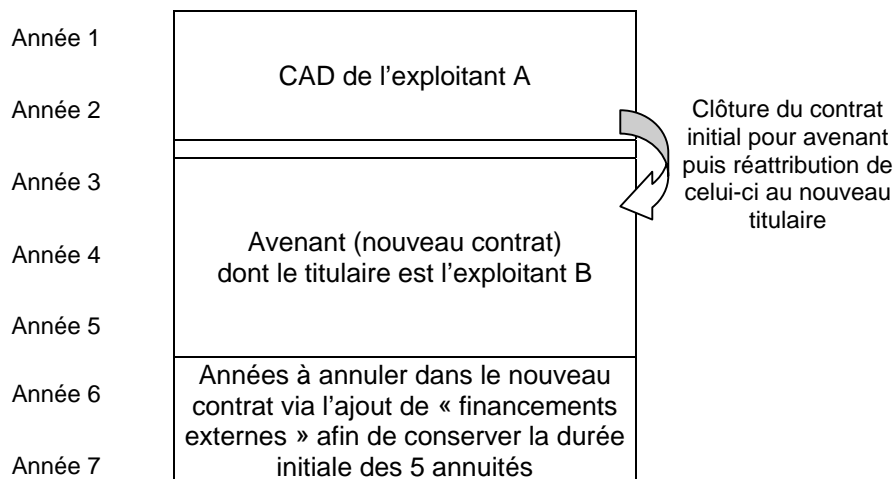 Année 1
CAD de l'exploitant A
Année 2
Clôture du contrat
initial pour avenant
puis réattribution de
celui-ci au nouveau
titulaire
Année 3
Avenant (nouveau contrat)
dont le titulaire est l'exploitant B
Année 4
Année 5
Années à annuler dans le nouveau
contrat via l'ajout de « financements
externes » afin de conserver la durée
initiale des 5 annuités
Année 6
Année 7